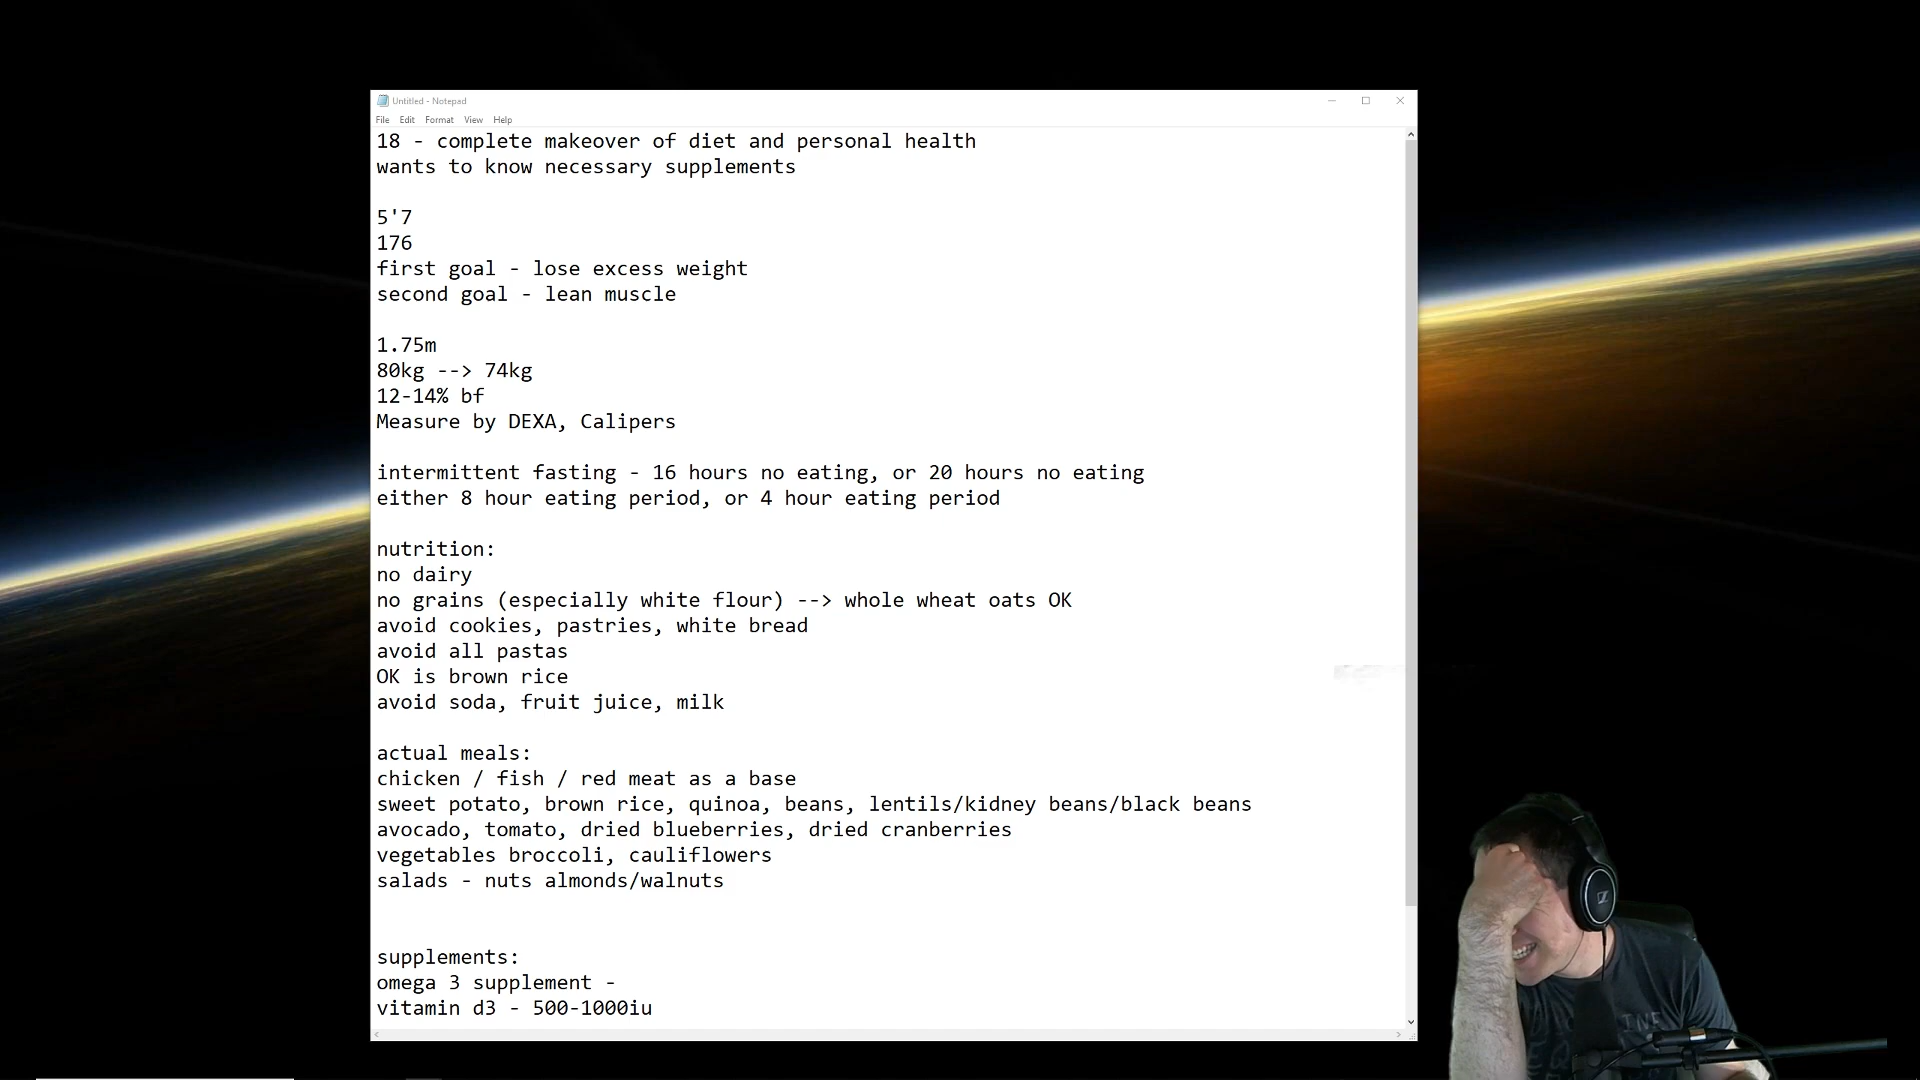 Untitled - Notepad
File Edit Format View Help
18 - complete makeover of diet and personal health
wants to know necessary supplements
5'7
176
first goal - lose excess weight
second goal - lean muscle
1.75m
80kg --> 74kg
12-14% bf
Measure by DEXA, Calipers
intermittent fasting - 16 hours no eating, or 20 hours no eating
either 8 hour eating period, or 4 hour eating period
nutrition:
no dairy
no grains (especially white flour) --> whole wheat oats OK
avoid cookies, pastries, white bread
avoid all pastas
OK is brown rice
avoid soda, fruit juice, milk
actual meals:
chicken / fish / red meat as a base
sweet potato, brown rice, quinoa, beans, lentils/kidney beans/black beans
avocado, tomato, dried blueberries, dried cranberries
vegetables broccoli, cauliflowers
salads - nuts almonds/walnuts
supplements:
omega 3 supplement -
vitamin d3 - 500-1000iu